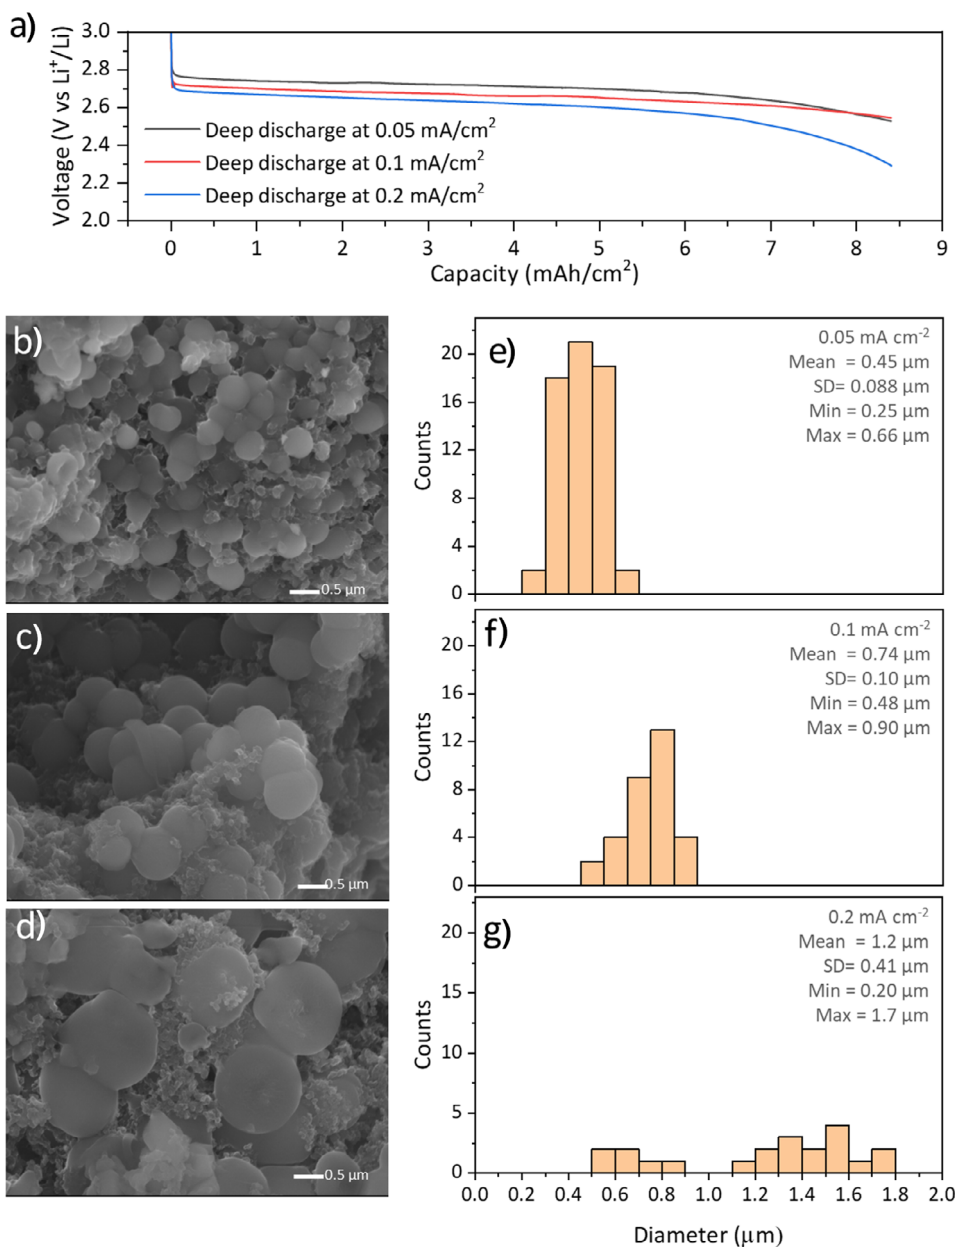 a)
3.0
2.8
2.6
2.4
2.2
2.0
Voltage (V vs Li⁺/Li)
Deep discharge at 0.05 mA/cm²
Deep discharge at 0.1 mA/cm²
Deep discharge at 0.2 mA/cm²
0 1 2 3 4 5 6 7 8 9
Capacity (mAh/cm²)
b)
0.5 µm
c)
0.5 µm
d)
0.5 µm
e)
0.05 mA cm⁻²
Mean = 0.45 µm
SD= 0.088 µm
Min = 0.25 µm
Max = 0.66 µm
20
16
12
8
4
0
Counts
f)
0.1 mA cm⁻²
Mean = 0.74 µm
SD= 0.10 µm
Min = 0.48 µm
Max = 0.90 µm
20
16
12
8
4
0
Counts
g)
0.2 mA cm⁻²
Mean = 1.2 µm
SD= 0.41 µm
Min = 0.20 µm
Max = 1.7 µm
20
15
10
5
0
Counts
0.0 0.2 0.4 0.6 0.8 1.0 1.2 1.4 1.6 1.8 2.0
Diameter (µm)